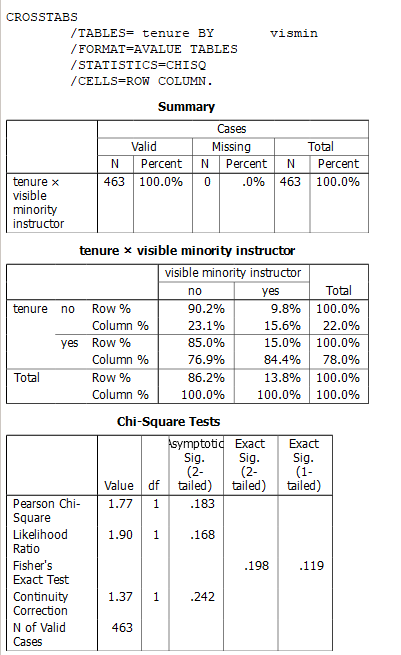 CROSSTABS
/TABLES= tenure BY vismin
/FORMAT=AVALUE TABLES
/STATISTICS=CHISQ
/CELLS=ROW COLUMN.
Summary
Cases
Valid Missing Total
N Percent N Percent N Percent
tenure × 463 100.0% 0 .0% 463 100.0%
visible
minority
instructor
tenure × visible minority instructor
visible minority instructor
no yes Total
tenure no Row % 90.2% 9.8% 100.0%
Column % 23.1% 15.6% 22.0%
yes Row % 85.0% 15.0% 100.0%
Column % 76.9% 84.4% 78.0%
Total Row % 86.2% 13.8% 100.0%
Column % 100.0% 100.0% 100.0%
Chi-Square Tests
Asymptotic Exact Exact
Sig. Sig. Sig.
(2- (2- (1-
Value df tailed) tailed) tailed)
Pearson Chi- 1.77 1 .183
Square
Likelihood 1.90 1 .168
Ratio
Fisher's .198 .119
Exact Test
Continuity 1.37 1 .242
Correction
N of Valid 463
Cases